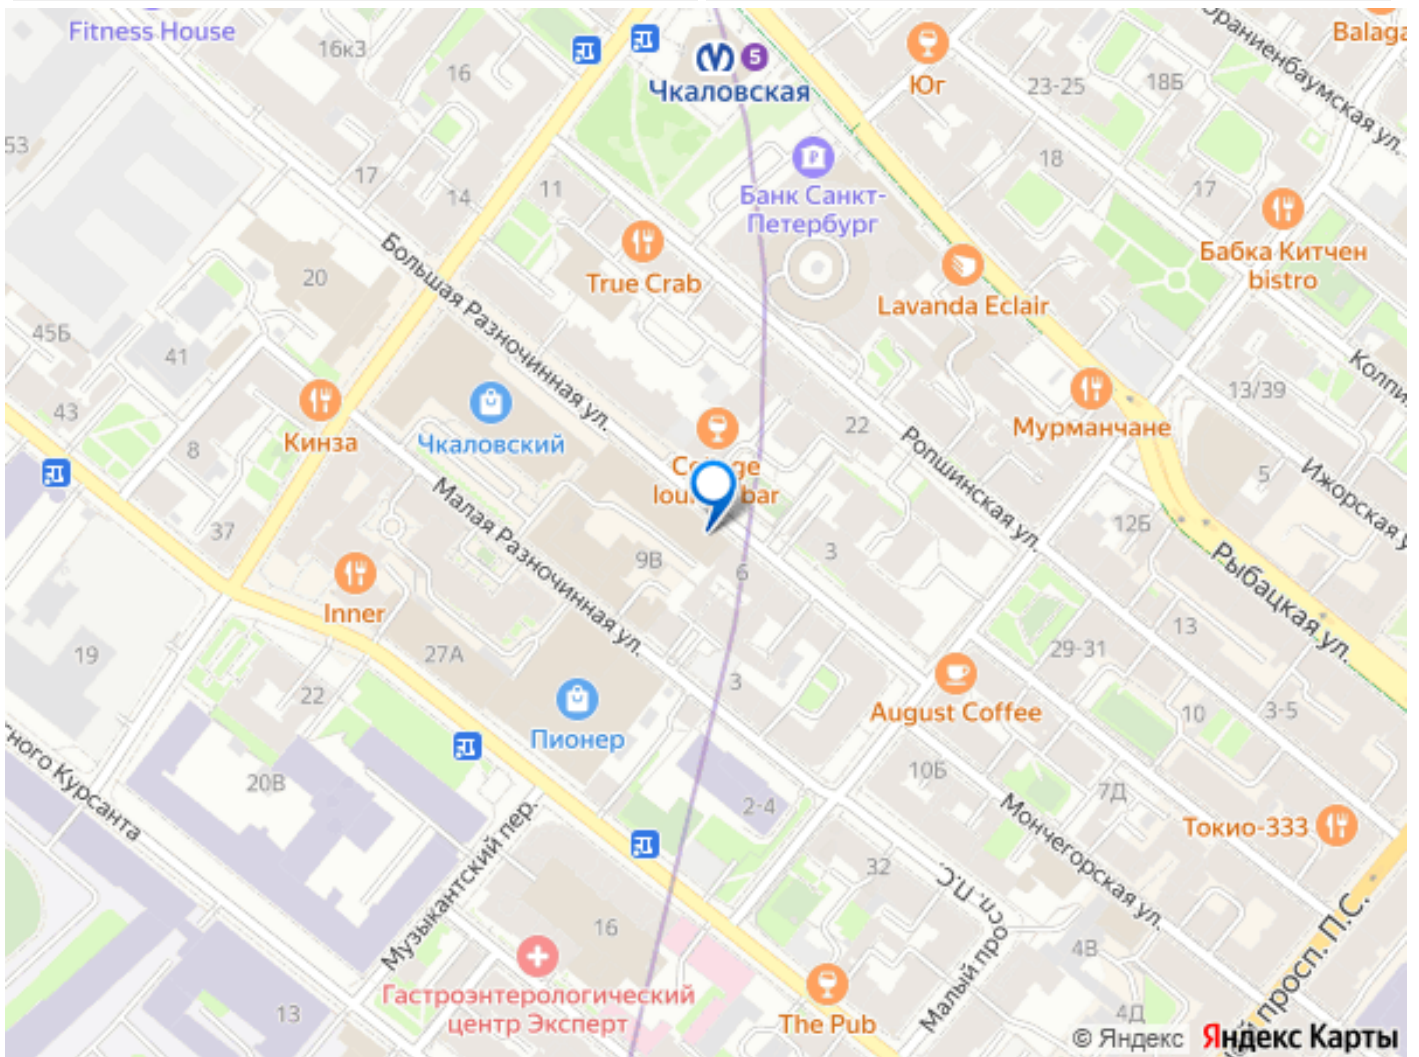 Fitness House
16к3
16
5
Чкаловская
Юг
23-25
18Б
Ораниенбаумская ул.
53
17
14
11
18
17
Банк Санкт-
Петербург
Бабка Китчен
bistro
True Crab
Lavanda Eclair
20
Большая Разночинная ул.
45Б
41
43
8
Кинза
Чкаловский
22
Мурманчане
13/39
Ропшинская ул.
5
Ижорская
bar
12Б
Рыбацкая ул.
37
Малая Разночинная ул.
9В
6
3
Inner
27А
19
22
3
13
29-31
August Coffee
10
3-5
Пионер
20В
10Б
7Д
2-4
Мончегорская ул.
Токио-333
32
Музыкантский пер.
Малый просп. П.С.
16
4В
Гастроэнтерологический
центр Эксперт
13
The Pub
4Д
просп. П.С.
© Яндекс Яндекс Карты